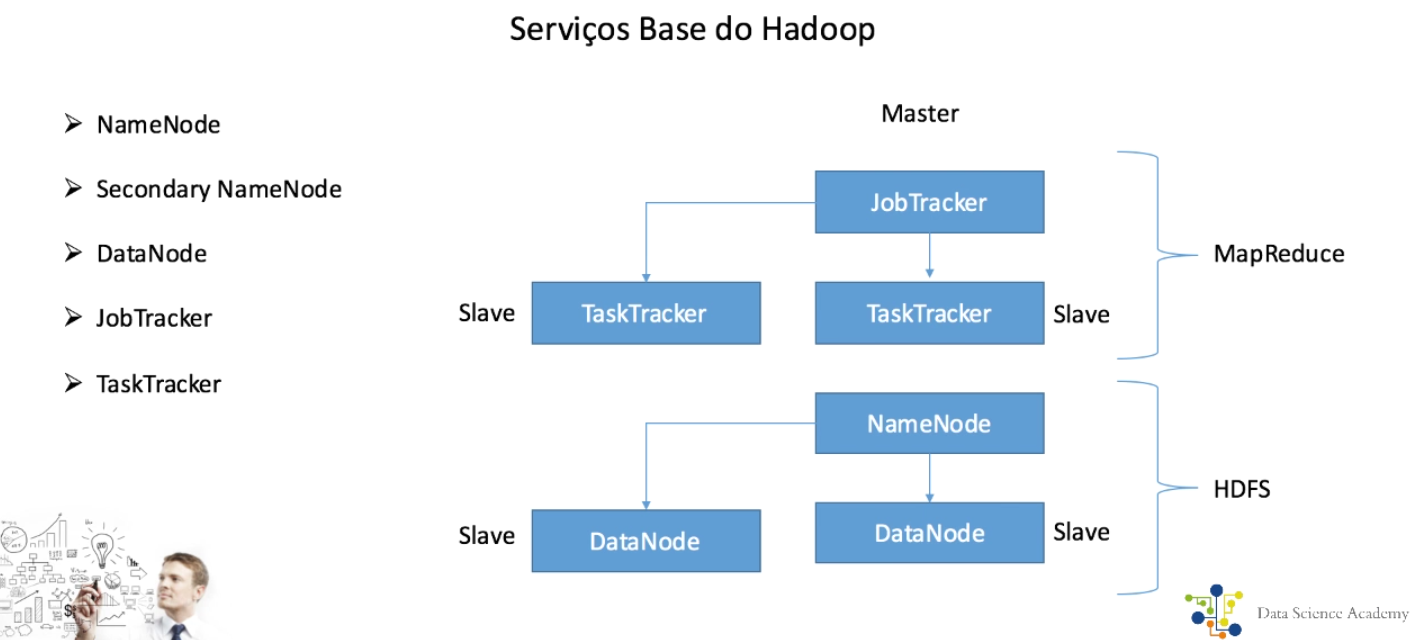 Serviços Base do Hadoop
NameNode
Secondary NameNode
DataNode
JobTracker
TaskTracker
Master
JobTracker
Slave
TaskTracker
TaskTracker
Slave
MapReduce
NameNode
Slave
DataNode
DataNode
Slave
HDFS
$
Data Science Academy